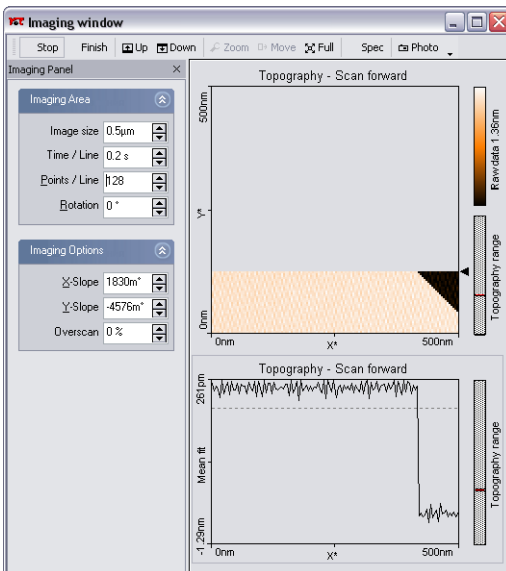 Imaging window
Stop Finish Up Down Zoom Move Full Spec Photo
Imaging Panel
Imaging Area
Image size 0.5µm
Time / Line 0.2 s
Points / Line 128
Rotation 0°
Imaging Options
X-Slope 1830m°
Y-Slope -4576m°
Overscan 0 %
Topography - Scan forward
500nm
Y*
0nm
0nm X* 500nm
Rawdata 1.36nm
Topography range
Topography - Scan forward
261pm
Mean fit
-1.29nm
0nm X* 500nm
Topography range